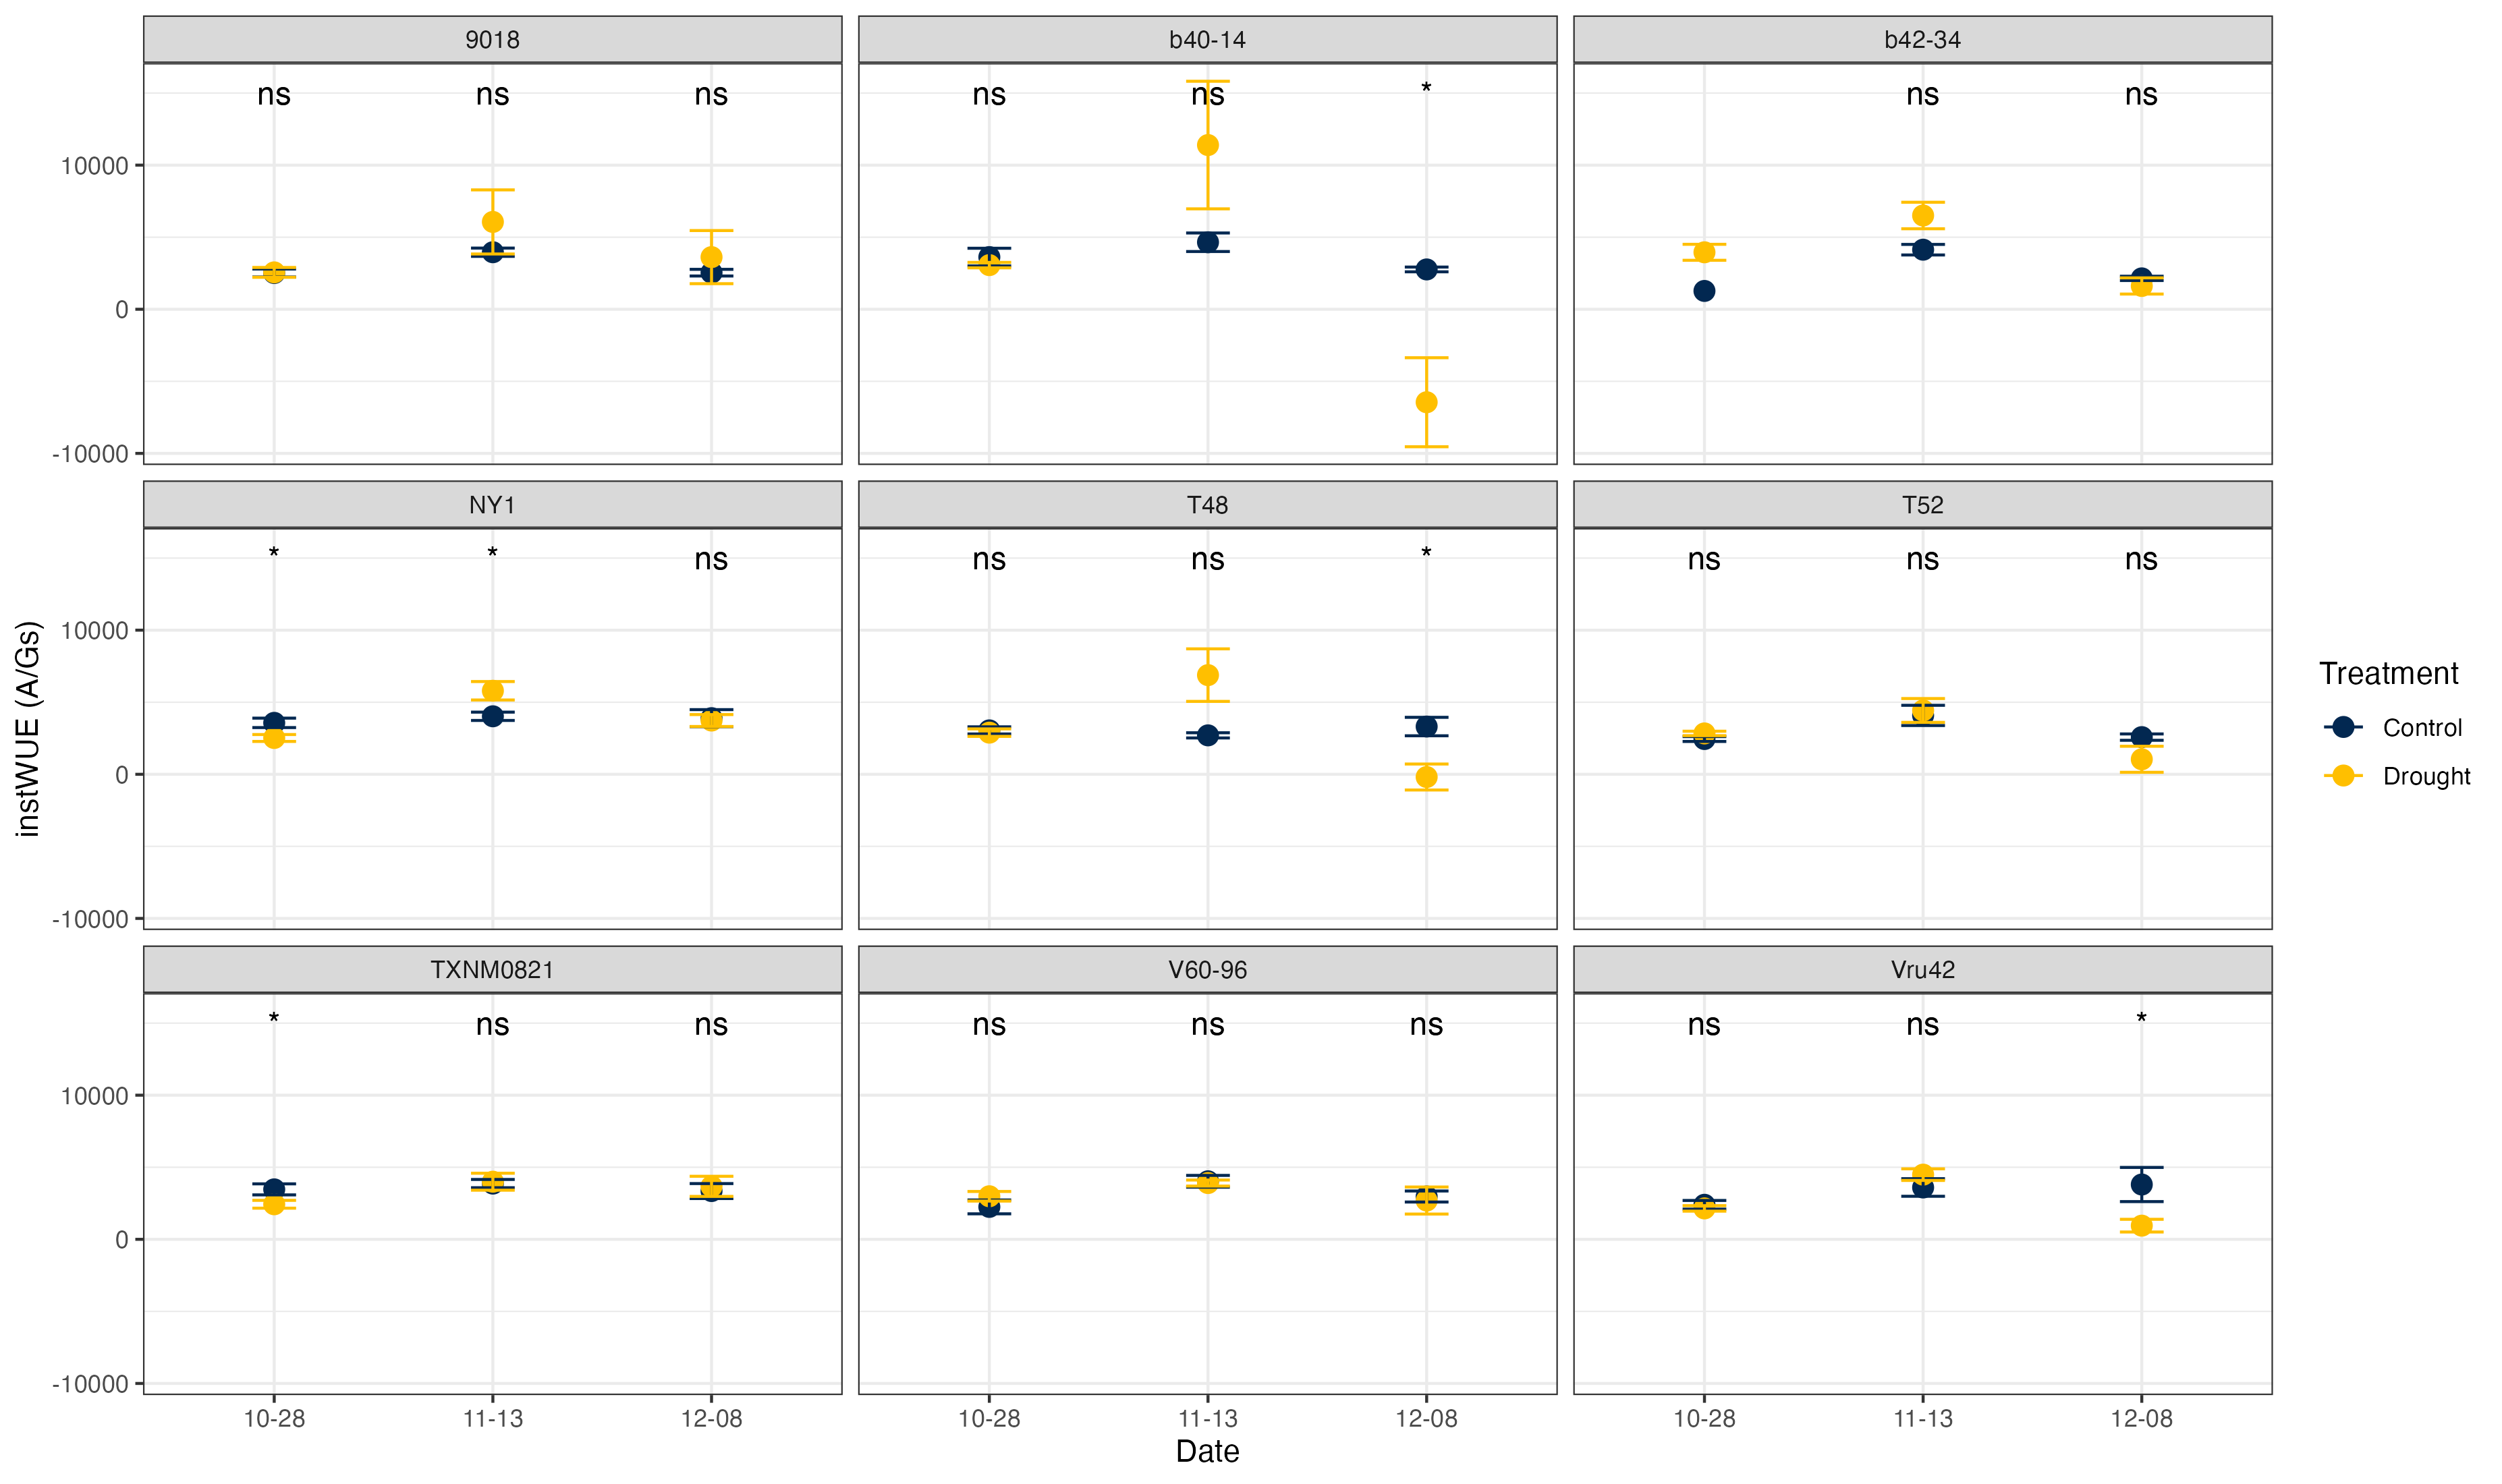 9018 b40-14 b42-34
ns ns ns ns ns * ns ns
10000
0
-10000
NY1 T48 T52
* * ns ns ns * ns ns ns
10000
0
-10000
TXNM0821 V60-96 Vru42
* ns ns ns ns ns ns ns *
10000
0
-10000
10-28 11-13 12-08 10-28 11-13 12-08 10-28 11-13 12-08
Date
instWUE (A/Gs)
Treatment
Control
Drought